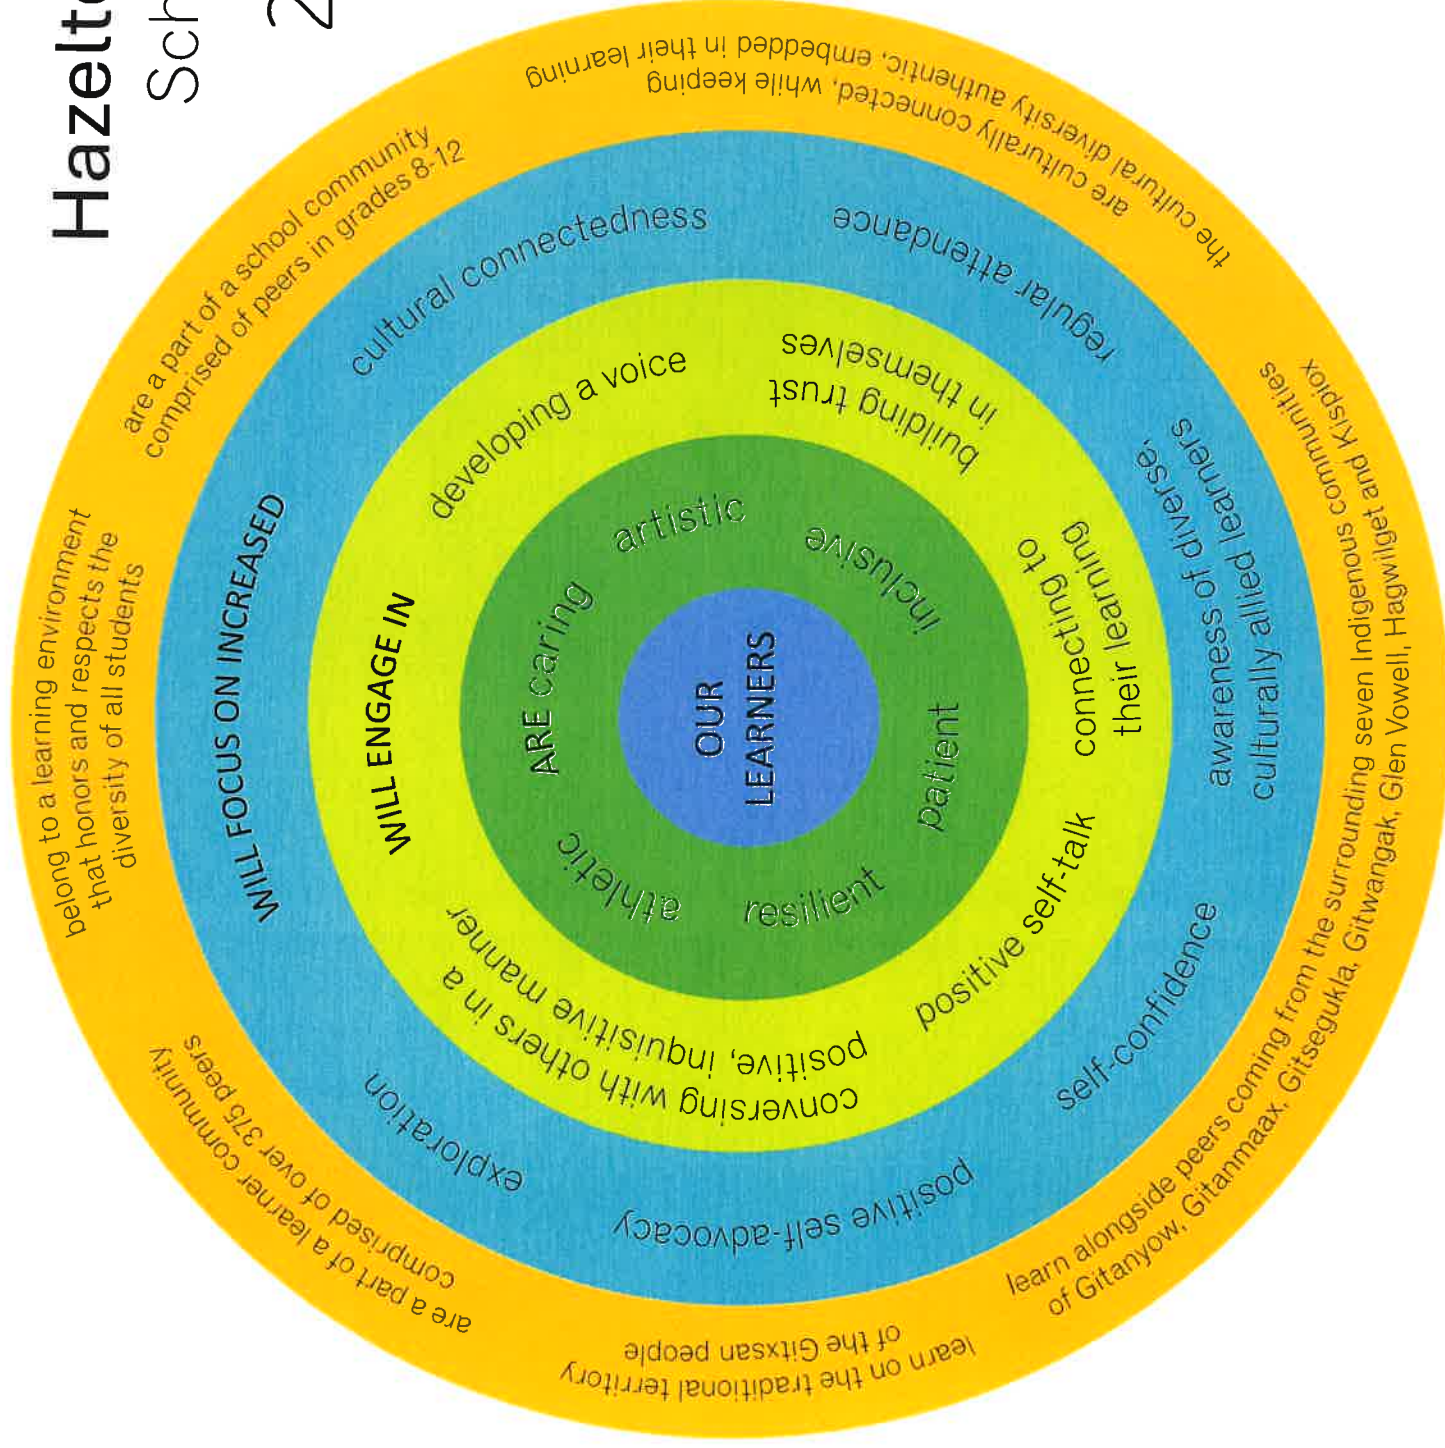 Hazelt
Sch
2
OUR
LEARNERS
ARE caring
artistic
inclusive
patient
resilient
athletic
WILL ENGAGE IN
developing a voice
building trust
in themselves
connecting to
their learning
positive self-talk
conversing with others in a
positive, inquisitive manner
WILL FOCUS ON INCREASED
cultural connectedness
regular attendance
awareness of diverse,
culturally allied learners
self-confidence
positive self-advocacy
exploration
belong to a learning environment
that honors and respects the
diversity of all students
are a part of a school community
comprised of peers in grades 8-12
are culturally connected, while keeping
the cultural diversity authentic, embedded in their learning
learn alongside peers coming from the surrounding seven Indigenous communities
of Gitanyow, Gitanmaax, Gitsegukla, Gitwangak, Glen Vowell, Hagwilget and Kispiox
learn on the traditional territory
of the Gitxsan people
are a part of a learner community
comprised of over 375 peers